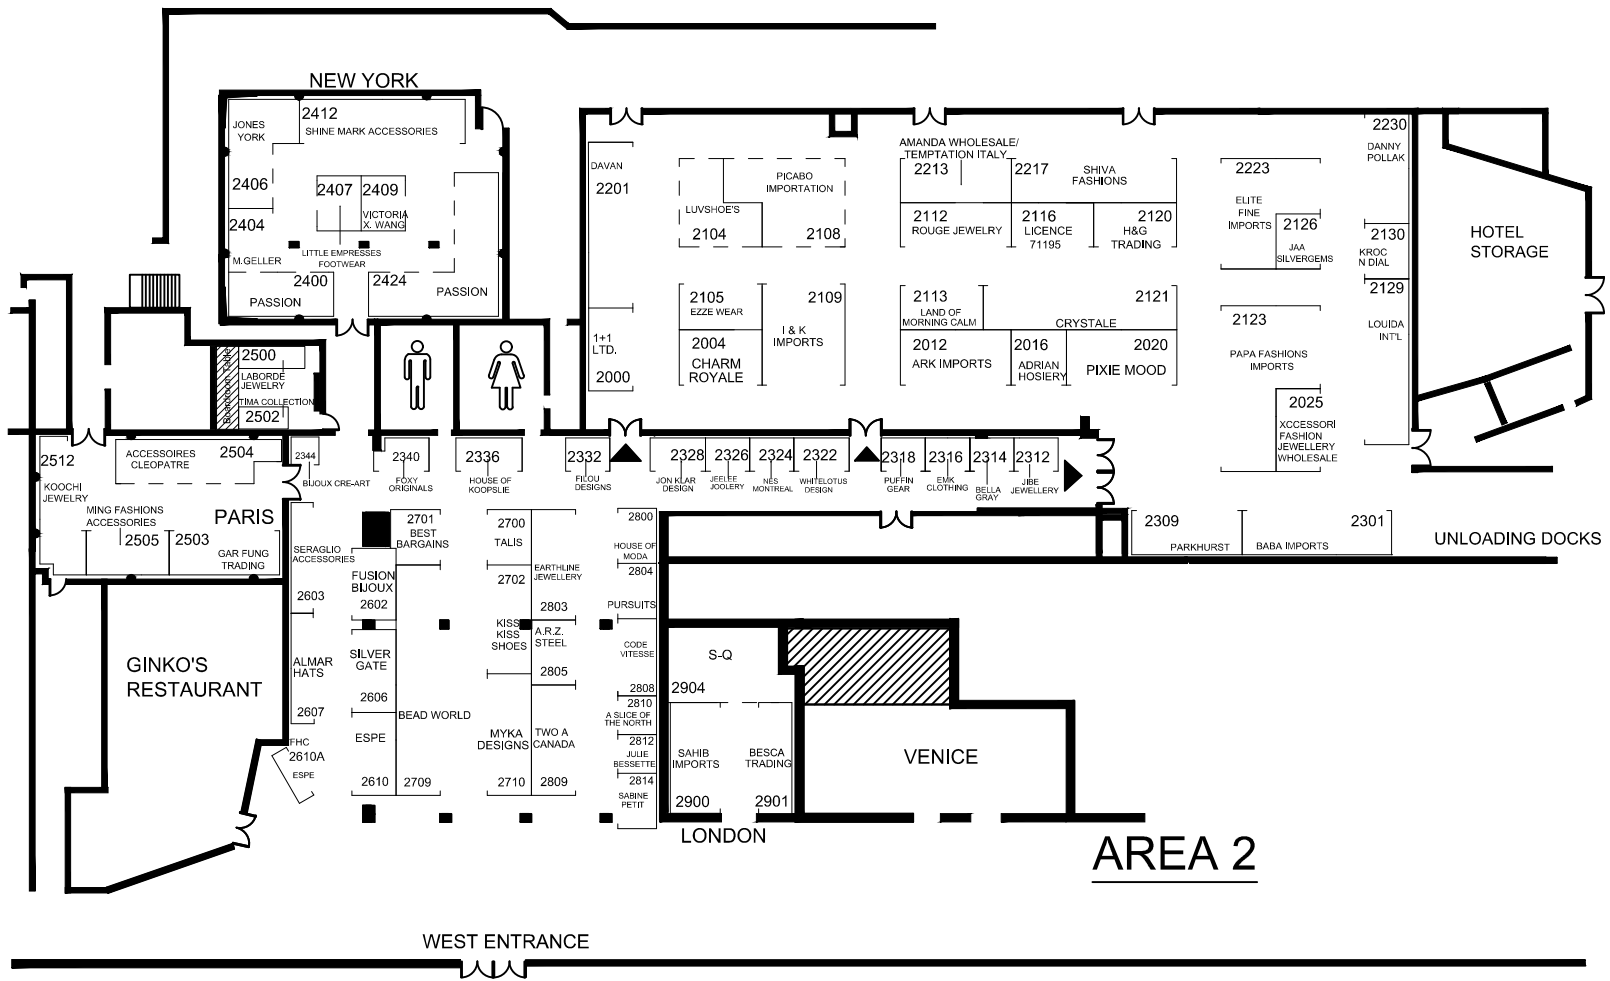 NEW YORK
JONES
YORK
2412
SHINE MARK ACCESSORIES
2406
2407
2409
VICTORIA
X. WANG
2404
LITTLE EMPRESSES
FOOTWEAR
M.GELLER
2400
2424
PASSION
PASSION
DAVAN
2201
1+1
LTD.
2000
PICABO
IMPORTATION
LUVSHOE'S
2104
2108
2105
EZZE WEAR
2109
I & K
IMPORTS
2004
CHARM
ROYALE
AMANDA WHOLESALE/
TEMPTATION ITALY
2213
2217
SHIVA
FASHIONS
2112
ROUGE JEWELRY
2116
LICENCE
71195
2120
H&G
TRADING
2113
LAND OF
MORNING CALM
2121
CRYSTALE
2012
ARK IMPORTS
2016
ADRIAN
HOSIERY
2020
PIXIE MOOD
2223
ELITE
FINE
IMPORTS
2126
JAA
SILVERGEMS
2123
PAPA FASHIONS
IMPORTS
2025
XCCESSORI
FASHION
JEWELLERY
WHOLESALE
2230
DANNY
POLLAK
2130
KROC
N DIAL
2129
LOUIDA
INT'L
HOTEL
STORAGE
2500
LABORDE
JEWELRY
TIMA COLLECTION
2502
2512
KOOCHI
JEWELRY
ACCESSOIRES
CLEOPATRE
2504
MING FASHIONS
ACCESSORIES
2505
2503
GAR FUNG
TRADING
PARIS
2344
BIJOUX CRE-ART
2340
FOXY
ORIGINALS
2336
HOUSE OF
KOOPSLIE
2332
FILOU
DESIGNS
2328
JON KLAR
DESIGN
2326
JEELEE
JOOLERY
2324
NES
MONTREAL
2322
WHITELOTUS
DESIGN
2318
PUFFIN
GEAR
2316
EMK
CLOTHING
2314
BELLA
GRAY
2312
JIBE
JEWELLERY
2309
PARKHURST
2301
BABA IMPORTS
UNLOADING DOCKS
SERAGLIO
ACCESSORIES
2603
ALMAR
HATS
2607
FHC
2610A
ESPE
FUSION
BIJOUX
2602
SILVER
GATE
2606
ESPE
2610
2701
BEST
BARGAINS
BEAD WORLD
2709
2700
TALIS
2702
KISS
KISS
SHOES
MYKA
DESIGNS
2710
EARTHLINE
JEWELLERY
2803
A.R.Z.
STEEL
2805
TWO A
CANADA
2809
2800
HOUSE OF
MODA
2804
PURSUITS
CODE
VITESSE
2808
2810
A SLICE OF
THE NORTH
2812
JULIE
BESSETTE
2814
SABINE
PETIT
S-Q
2904
SAHIB
IMPORTS
2900
BESCA
TRADING
2901
LONDON
VENICE
GINKO'S
RESTAURANT
AREA 2
WEST ENTRANCE